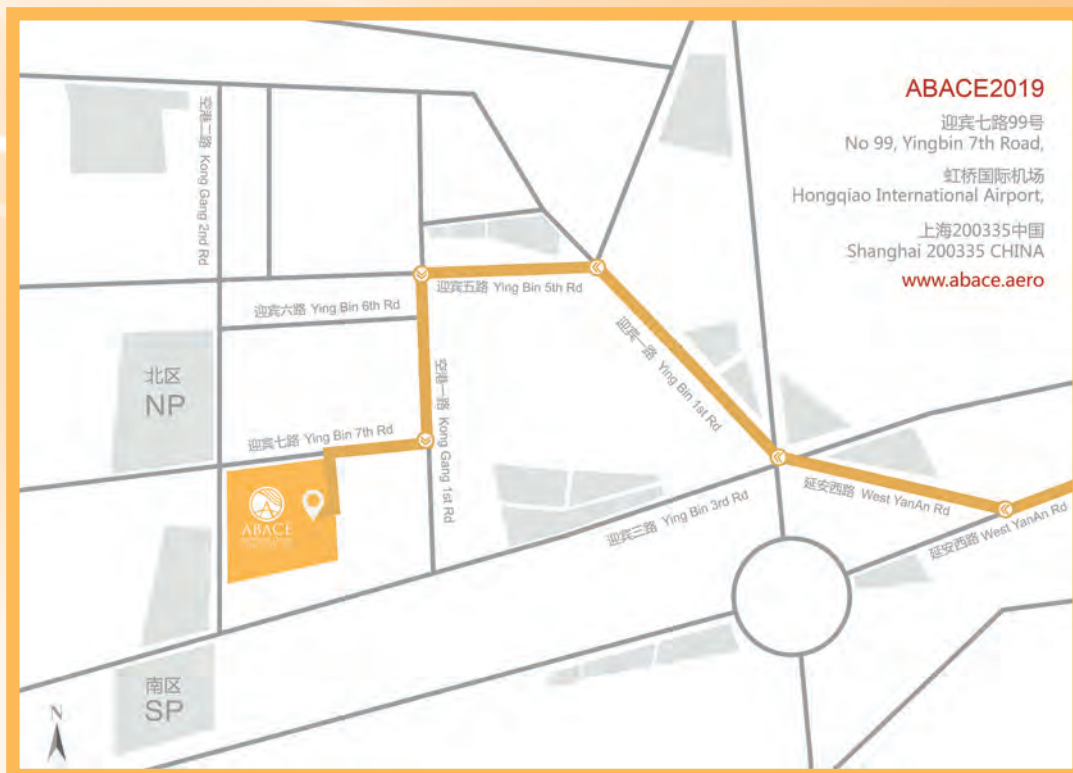 ABACE2019
迎宾七路99号
No 99, Yingbin 7th Road,
虹桥国际机场
Hongqiao International Airport,
上海200335中国
Shanghai 200335 CHINA
www.abace.aero
空港二路 Kong Gang 2nd Rd
迎宾五路 Ying Bin 5th Rd
迎宾六路 Ying Bin 6th Rd
迎宾一路 Ying Bin 1st Rd
空港一路 Kong Gang 1st Rd
北区
NP
迎宾七路 Ying Bin 7th Rd
ABACE
迎宾三路 Ying Bin 3rd Rd
延安西路 West YanAn Rd
延安西路 West YanAn Rd
南区
SP
N